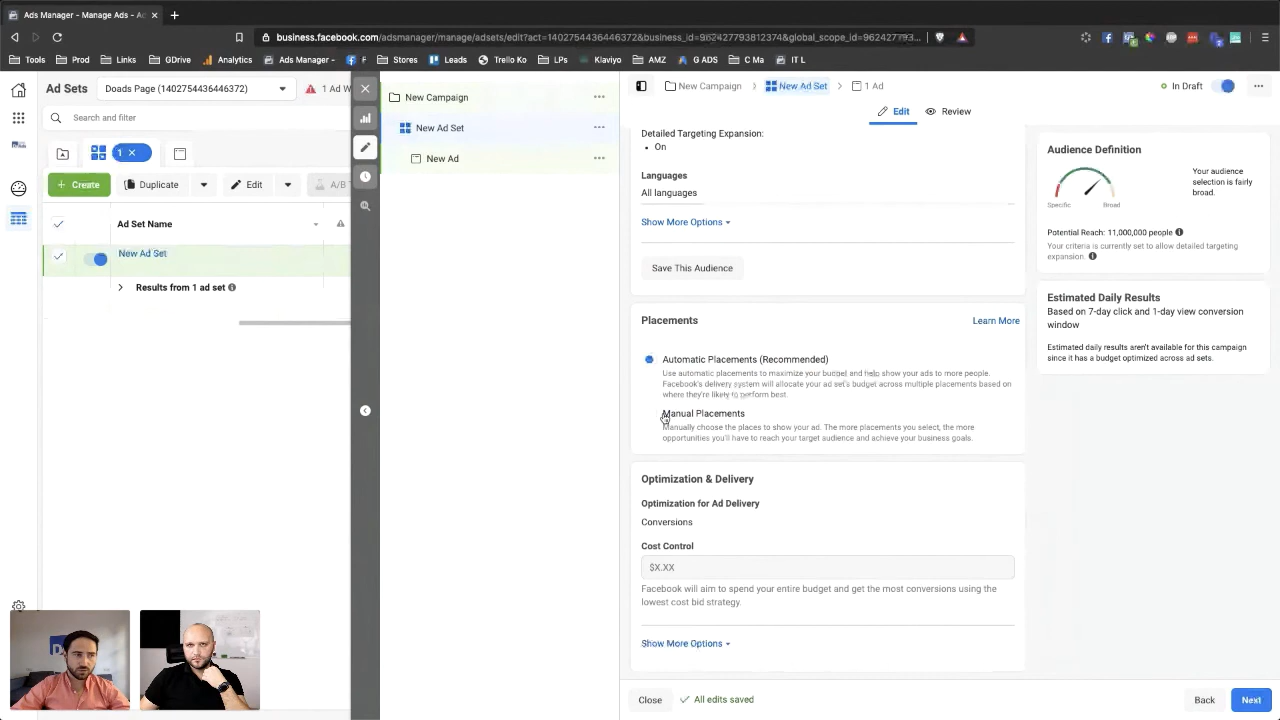 Ads Manager - Manage Ads - A
business.facebook.com/adsmanager/manage/adsets/edit?act=1402754436446372&business_id=962427793812374&global_scope_id=962427793...
Prod
Links
GDrive
Analytics
Ads Manager -
F
Stores
Leads
Trello Ko
LPs
Klaviyo
G ADS
C Ma
IT L
Ad Sets
Doads Page (1402754436446372)
1 Ad W
Search and filter
1
Create
Duplicate
Edit
A/B
Ad Set Name
New Ad Set
Results from 1 ad set
New Campaign
New Ad Set
New Ad
New Campaign
New Ad Set
1 Ad
In Draft
Edit
Review
Detailed Targeting Expansion:
• On
Languages
All languages
Show More Options
Save This Audience
Placements
Learn More
Automatic Placements (Recommended)
Use automatic placements to maximize your budget and help show your ads to more people.
Facebook's delivery system will allocate your ad set's budget across multiple placements based on
where they're likely to perform best.
Manual Placements
Manually choose the places to show your ad. The more placements you select, the more
opportunities you'll have to reach your target audience and achieve your business goals.
Optimization & Delivery
Optimization for Ad Delivery
Conversions
Cost Control
$X.XX
Facebook will aim to spend your entire budget and get the most conversions using the
lowest cost bid strategy.
Show More Options
Close
All edits saved
Back
Next
Audience Definition
Your audience
selection is fairly
broad.
Specific
Broad
Potential Reach: 11,000,000 people
Your criteria is currently set to allow detailed targeting
expansion.
Estimated Daily Results
Based on 7-day click and 1-day view conversion
window
Estimated daily results aren't available for this campaign
since it has a budget optimized across ad sets.